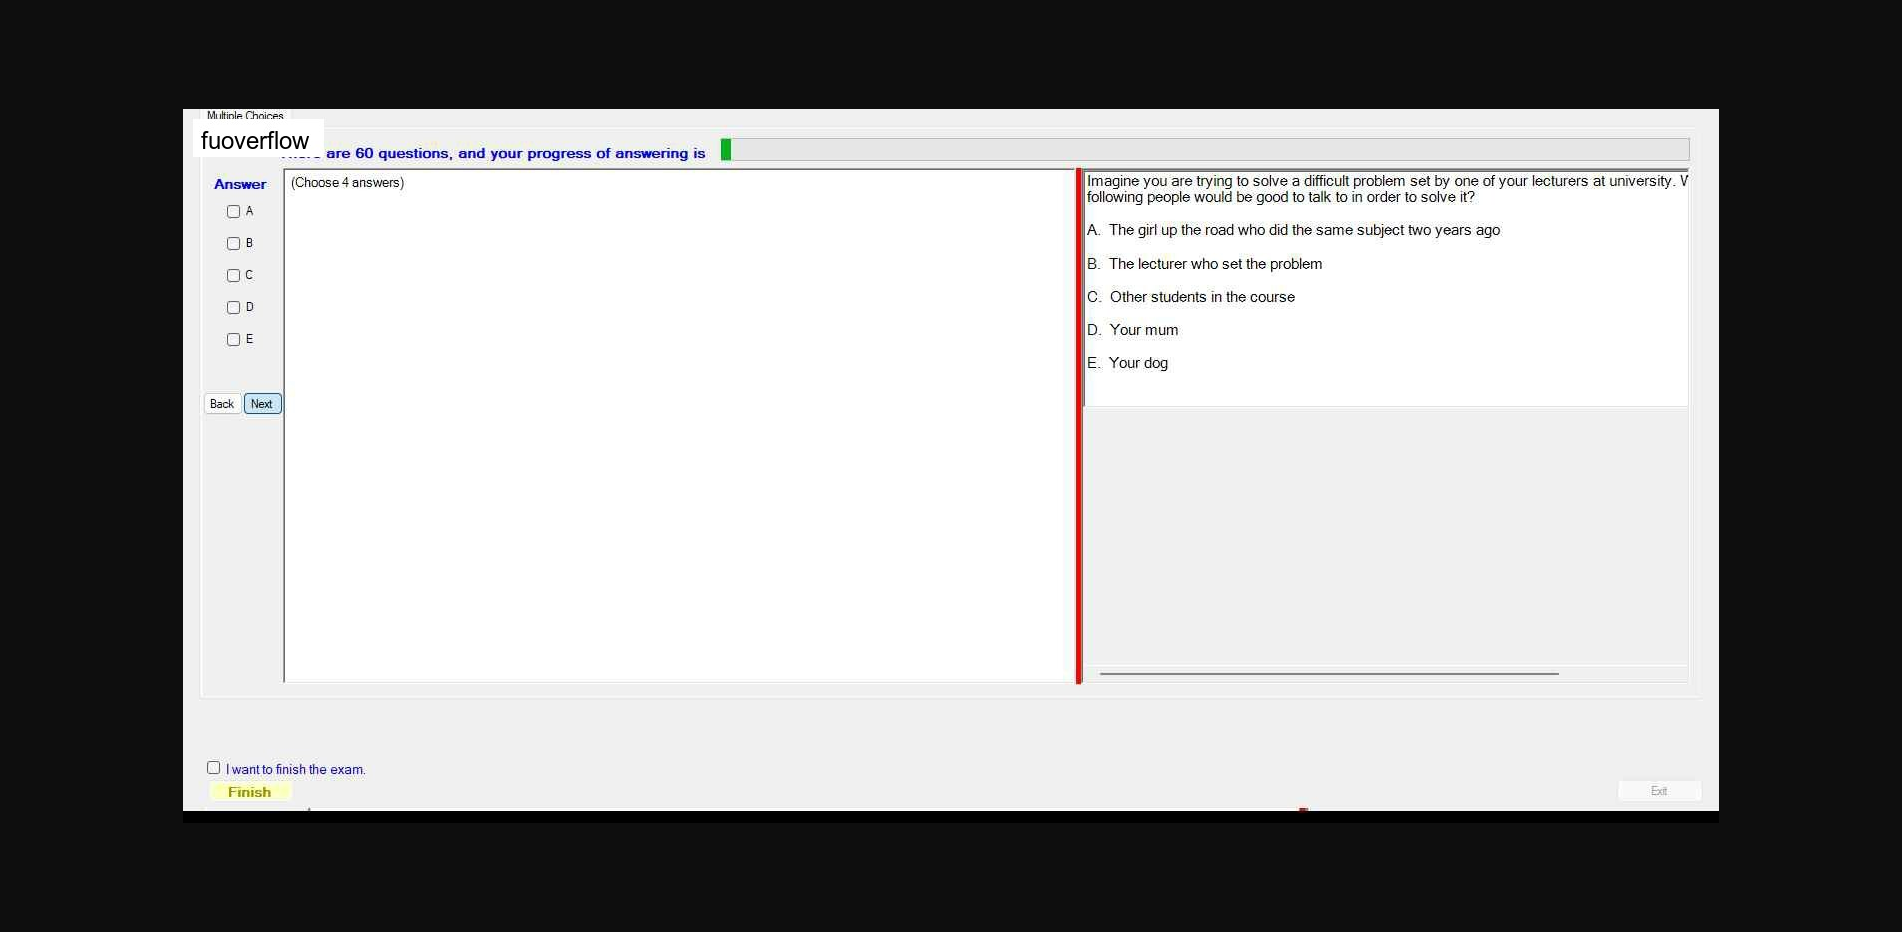 Multiple Choices
fuoverflow
are 60 questions, and your progress of answering is
Answer
A
B
C
D
E
Back Next
(Choose 4 answers)
Imagine you are trying to solve a difficult problem set by one of your lecturers at university.
following people would be good to talk to in order to solve it?
A. The girl up the road who did the same subject two years ago
B. The lecturer who set the problem
C. Other students in the course
D. Your mum
E. Your dog
I want to finish the exam.
Finish
Exit